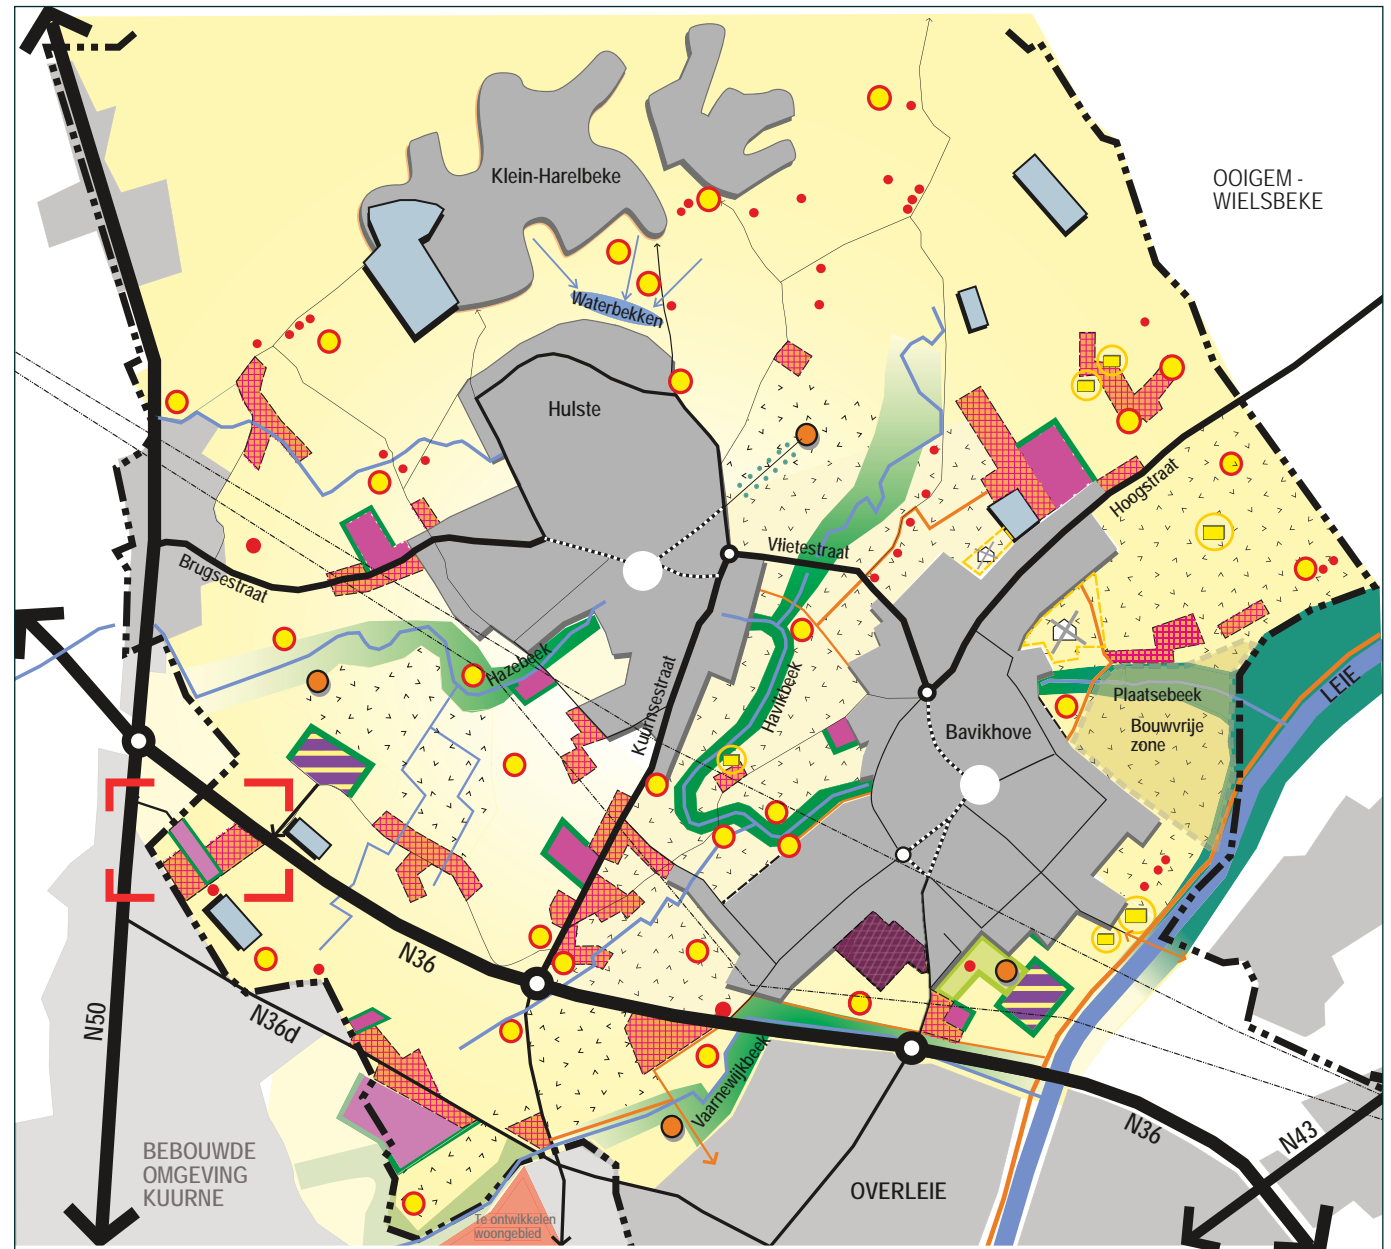 Klein-Harelbeke
OOIGEM -
WIELSBEKE
Waterbekken
Hulste
Hoogstraat
Vlietestraat
Brugsestraat
Hazebeek
Kuurnsestraat
Havikbeek
LEIE
Plaatsebeek
Bouwvrije
zone
Bavikhove
N36
N50
N36d
Vaarnewijkbeek
N36
N43
BEBOUWDE
OMGEVING
KUURNE
OVERLEIE
Te ontwikkelen
woongebied